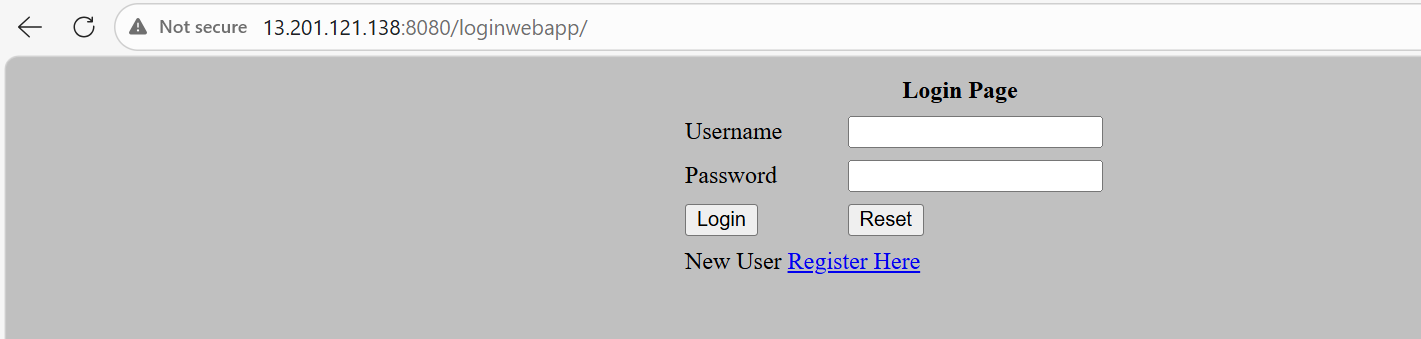 Not secure 13.201.121.138:8080/loginwebapp/
Login Page
Username
Password
Login Reset
New User Register Here